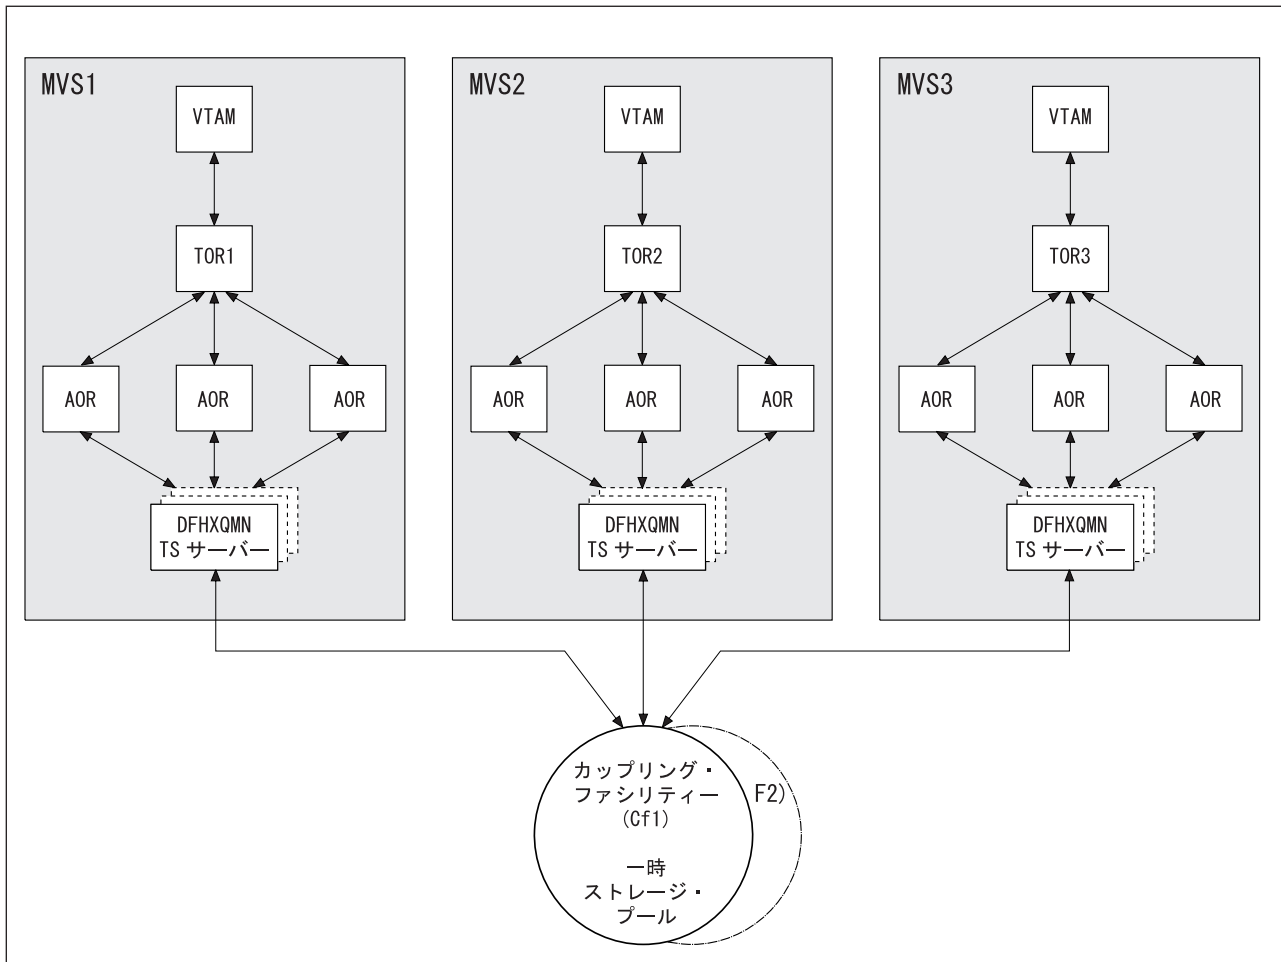 MVS1
VTAM
TOR1
AOR
AOR
AOR
DFHXQMN
TS サーバー
MVS2
VTAM
TOR2
AOR
AOR
AOR
DFHXQMN
TS サーバー
MVS3
VTAM
TOR3
AOR
AOR
AOR
DFHXQMN
TS サーバー
カップリング・
ファシリティー
(Cf1)
一時
ストレージ・
プール
F2)